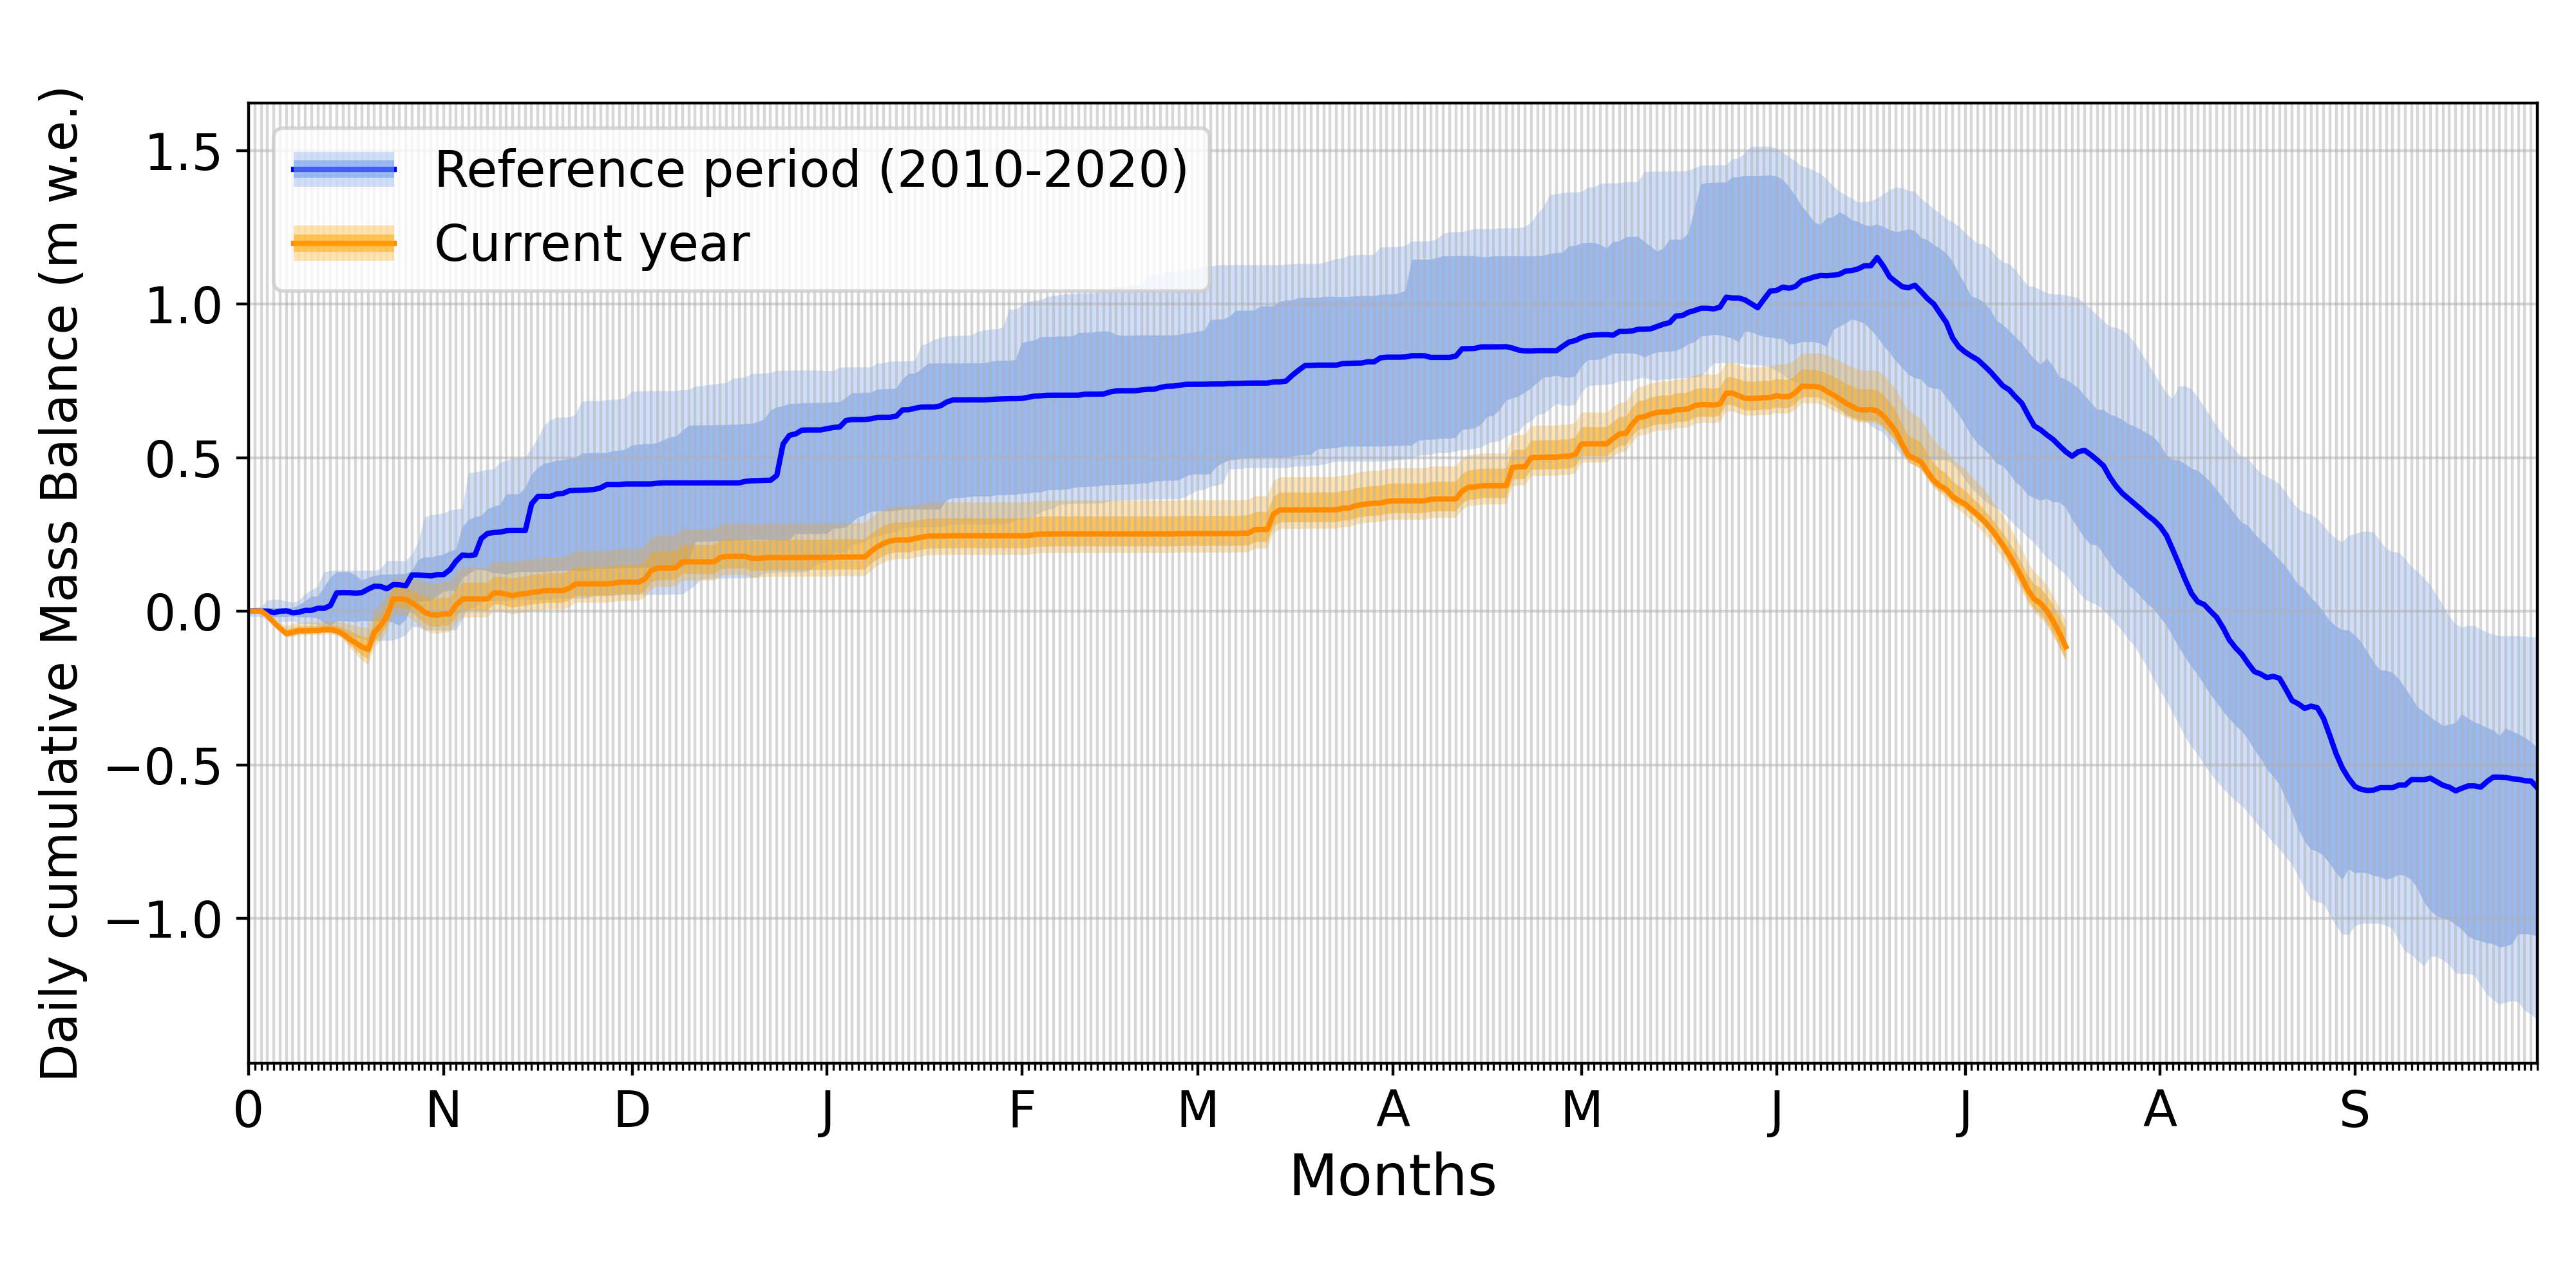 Daily cumulative Mass Balance (m w.e.)
1.5
1.0
0.5
0.0
−0.5
−1.0
Reference period (2010-2020)
Current year
0 N D J F M A M J J A S
Months